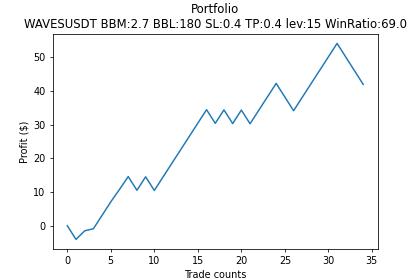 Portfolio
WAVESUSDT BBM:2.7 BBL:180 SL:0.4 TP:0.4 lev:15 WinRatio:69.0
50
40
30
20
10
0
Profit ($)
0 5 10 15 20 25 30 35
Trade counts